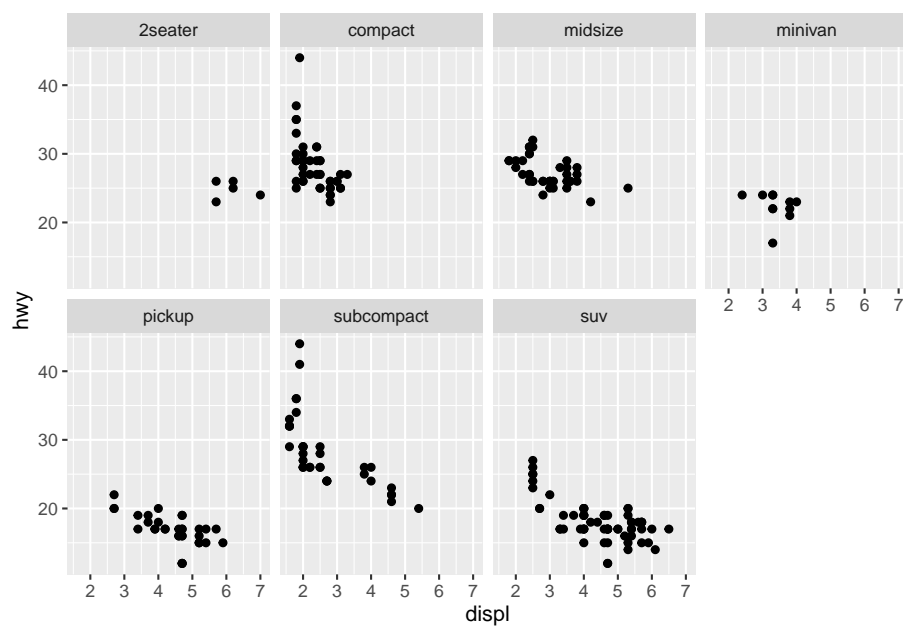 2seater compact midsize minivan
40
30
20
2 3 4 5 6 7
hwy
pickup subcompact suv
40
30
20
2 3 4 5 6 7 2 3 4 5 6 7 2 3 4 5 6 7
displ